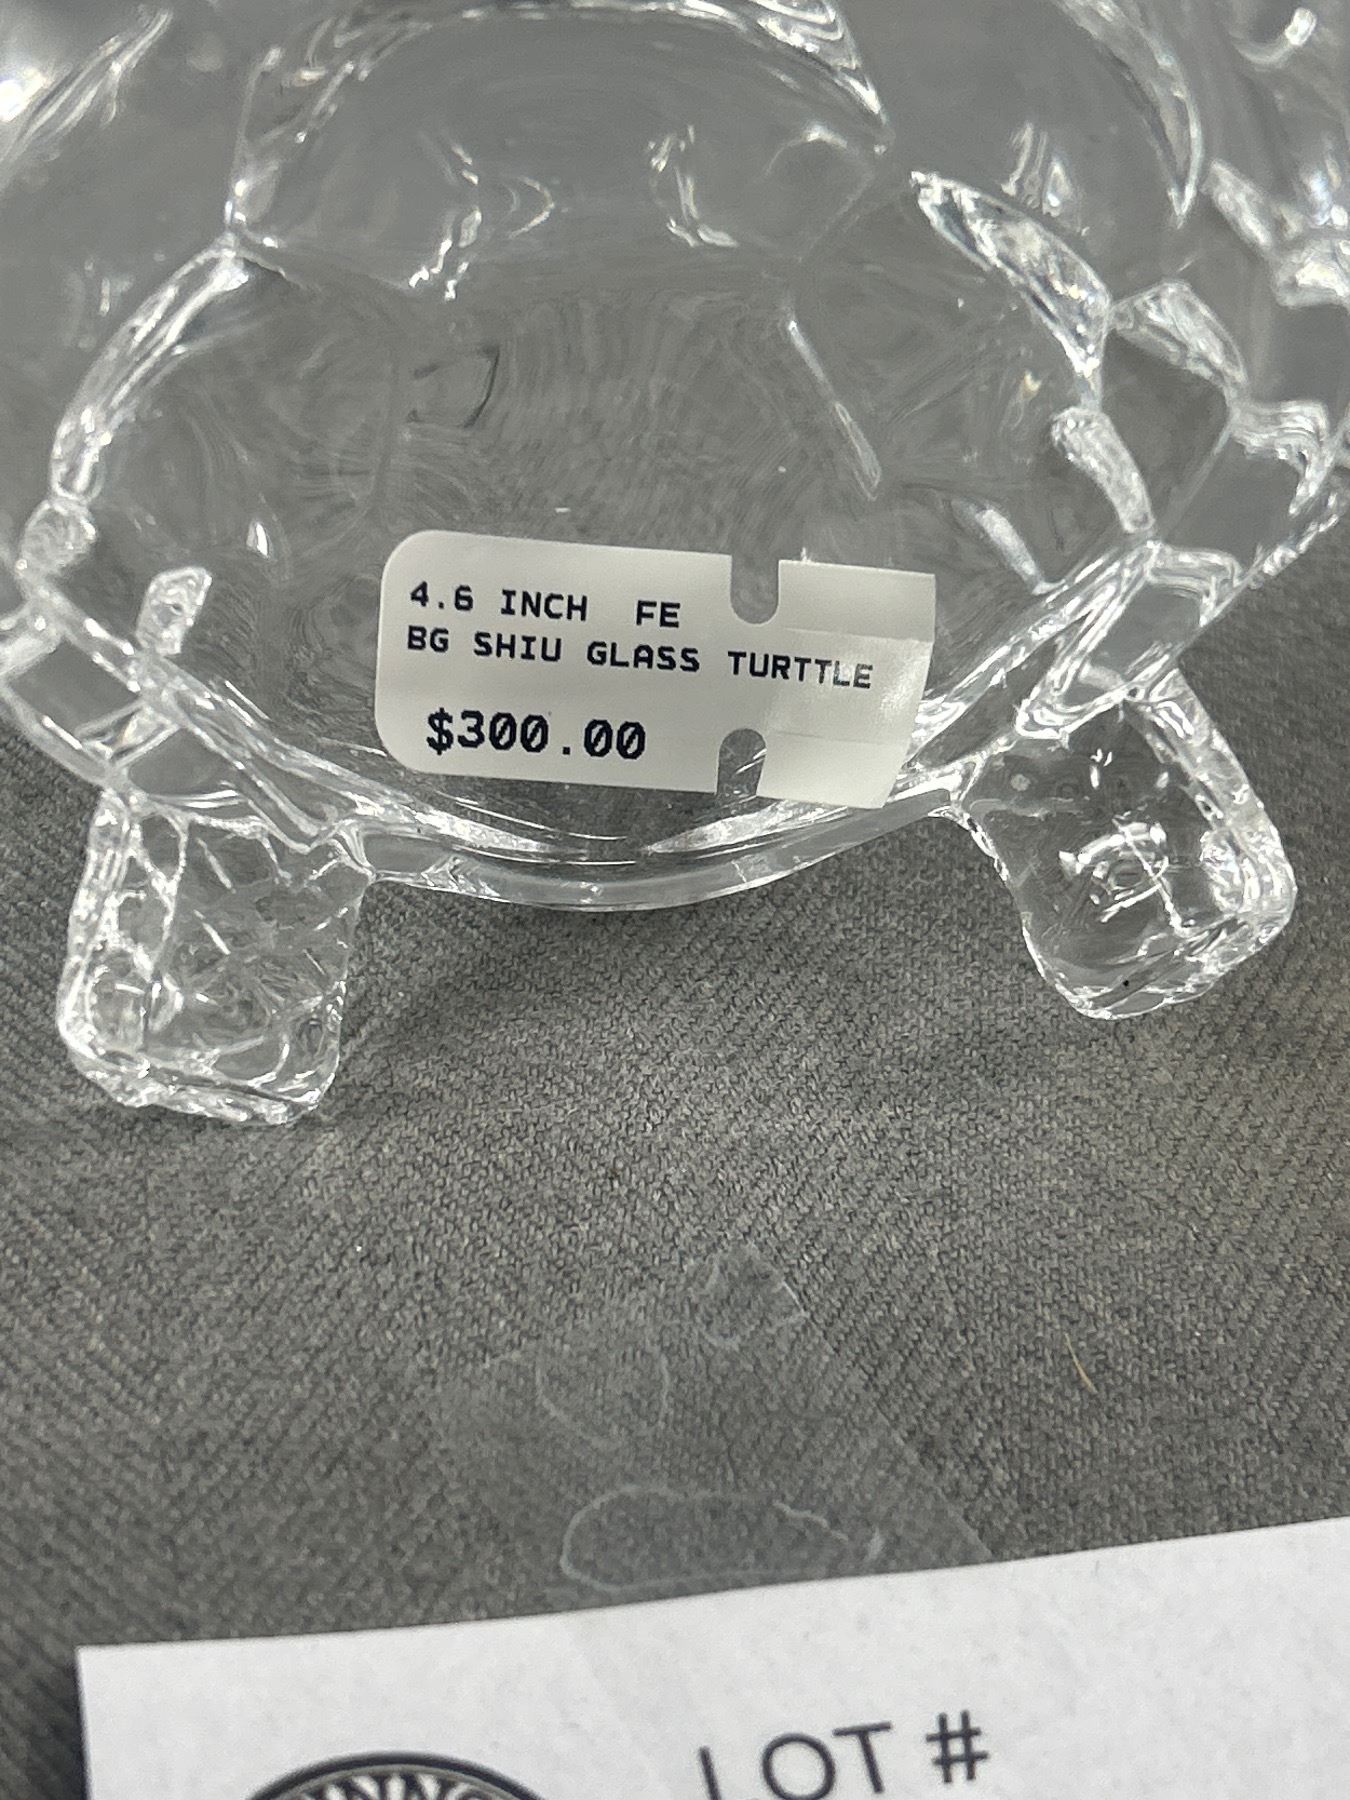 4.6 INCH FE
BG SHIU GLASS TURTTLE
$300.00
LOT #